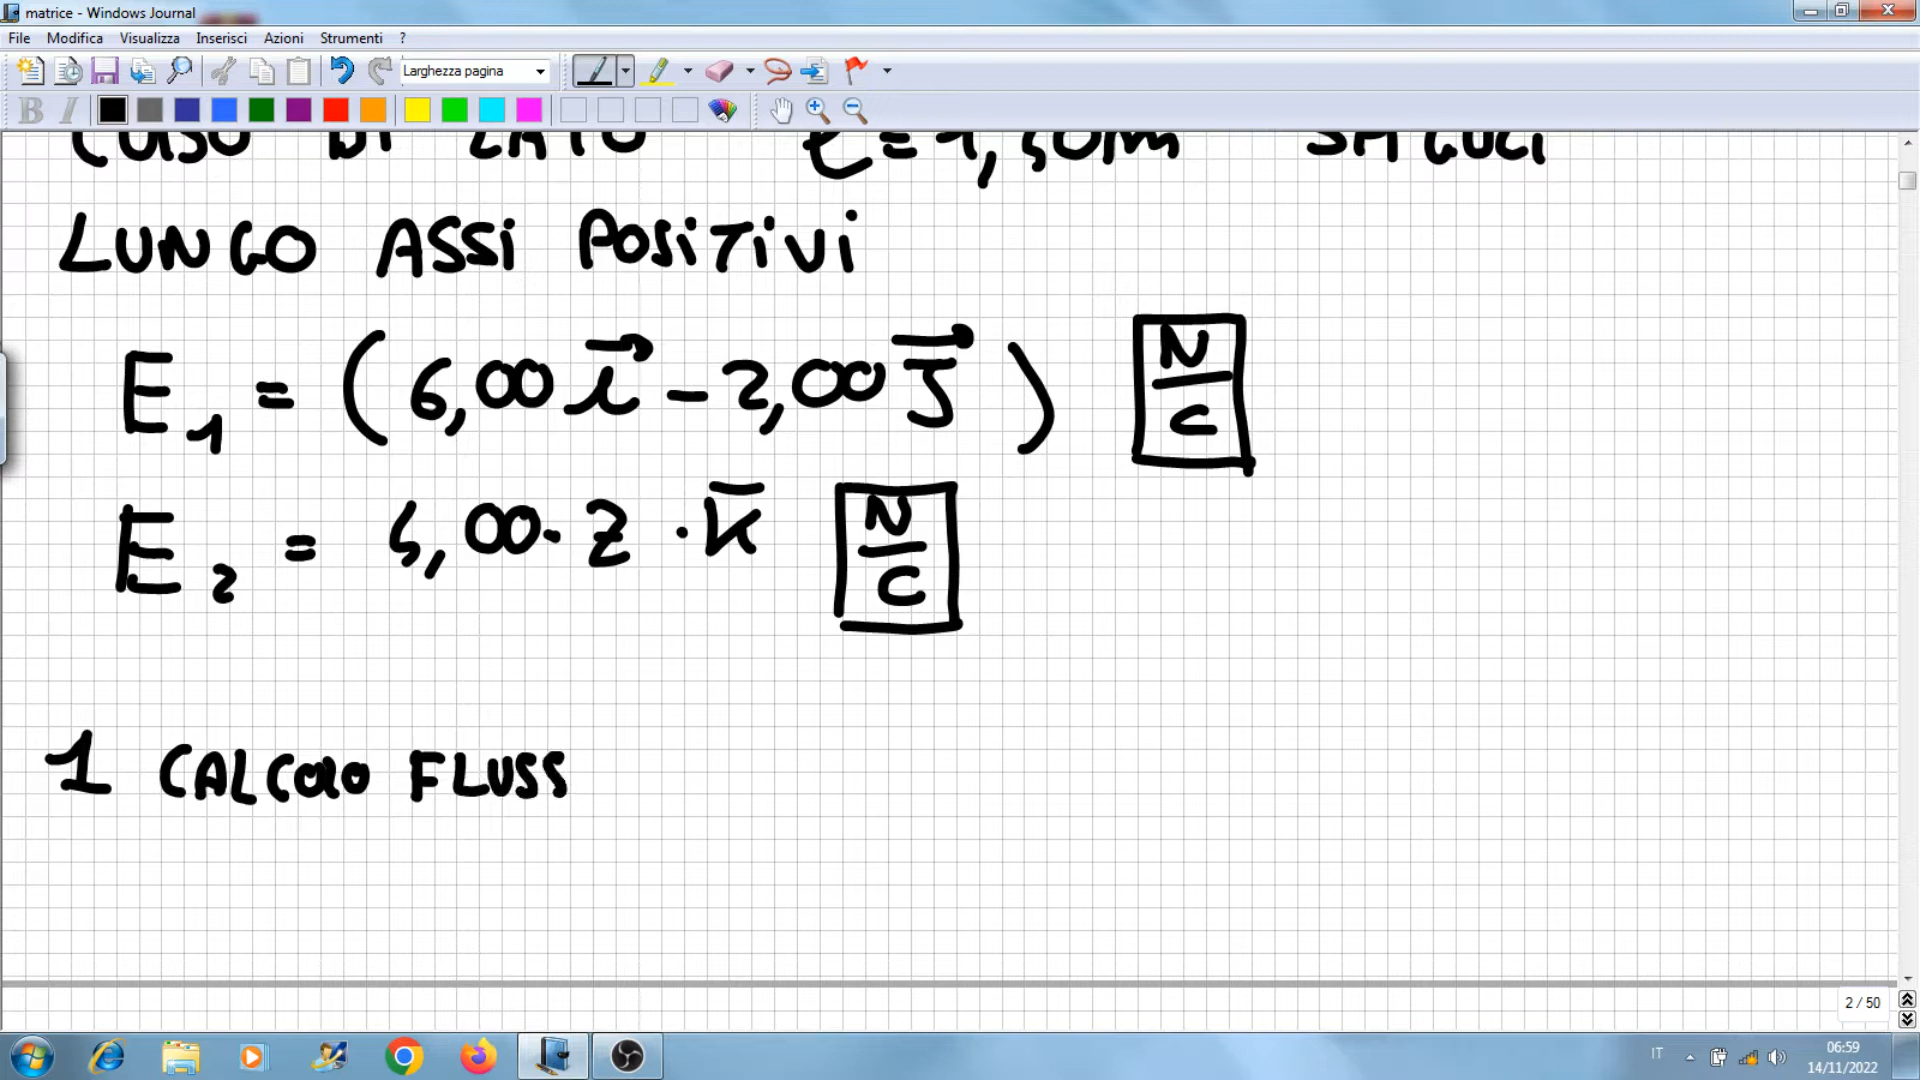 matrice - Windows Journal
File Modifica Visualizza Inserisci Azioni Strumenti ?
Larghezza pagina
B I
LUNGO ASSI POSITIVI
E1 = (6,00 i - 2,00 J) N/C
E2 = 5,00 · Z · K N/C
1 CALCOLO FLUSS
2 / 50
IT 06:59
14/11/2022